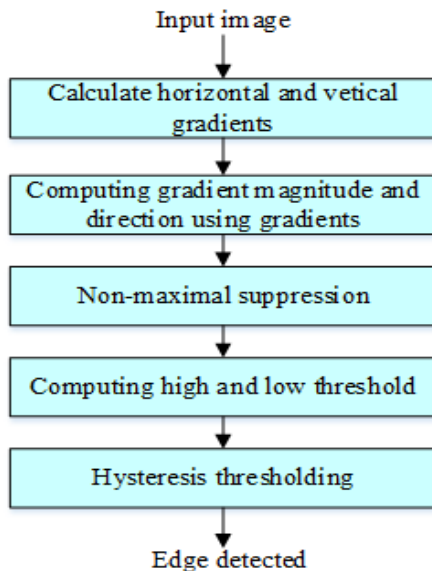 Input image
Calculate horizontal and vetical
gradients
Computing gradient magnitude and
direction using gradients
Non-maximal suppression
Computing high and low threshold
Hysteresis thresholding
Edge detected